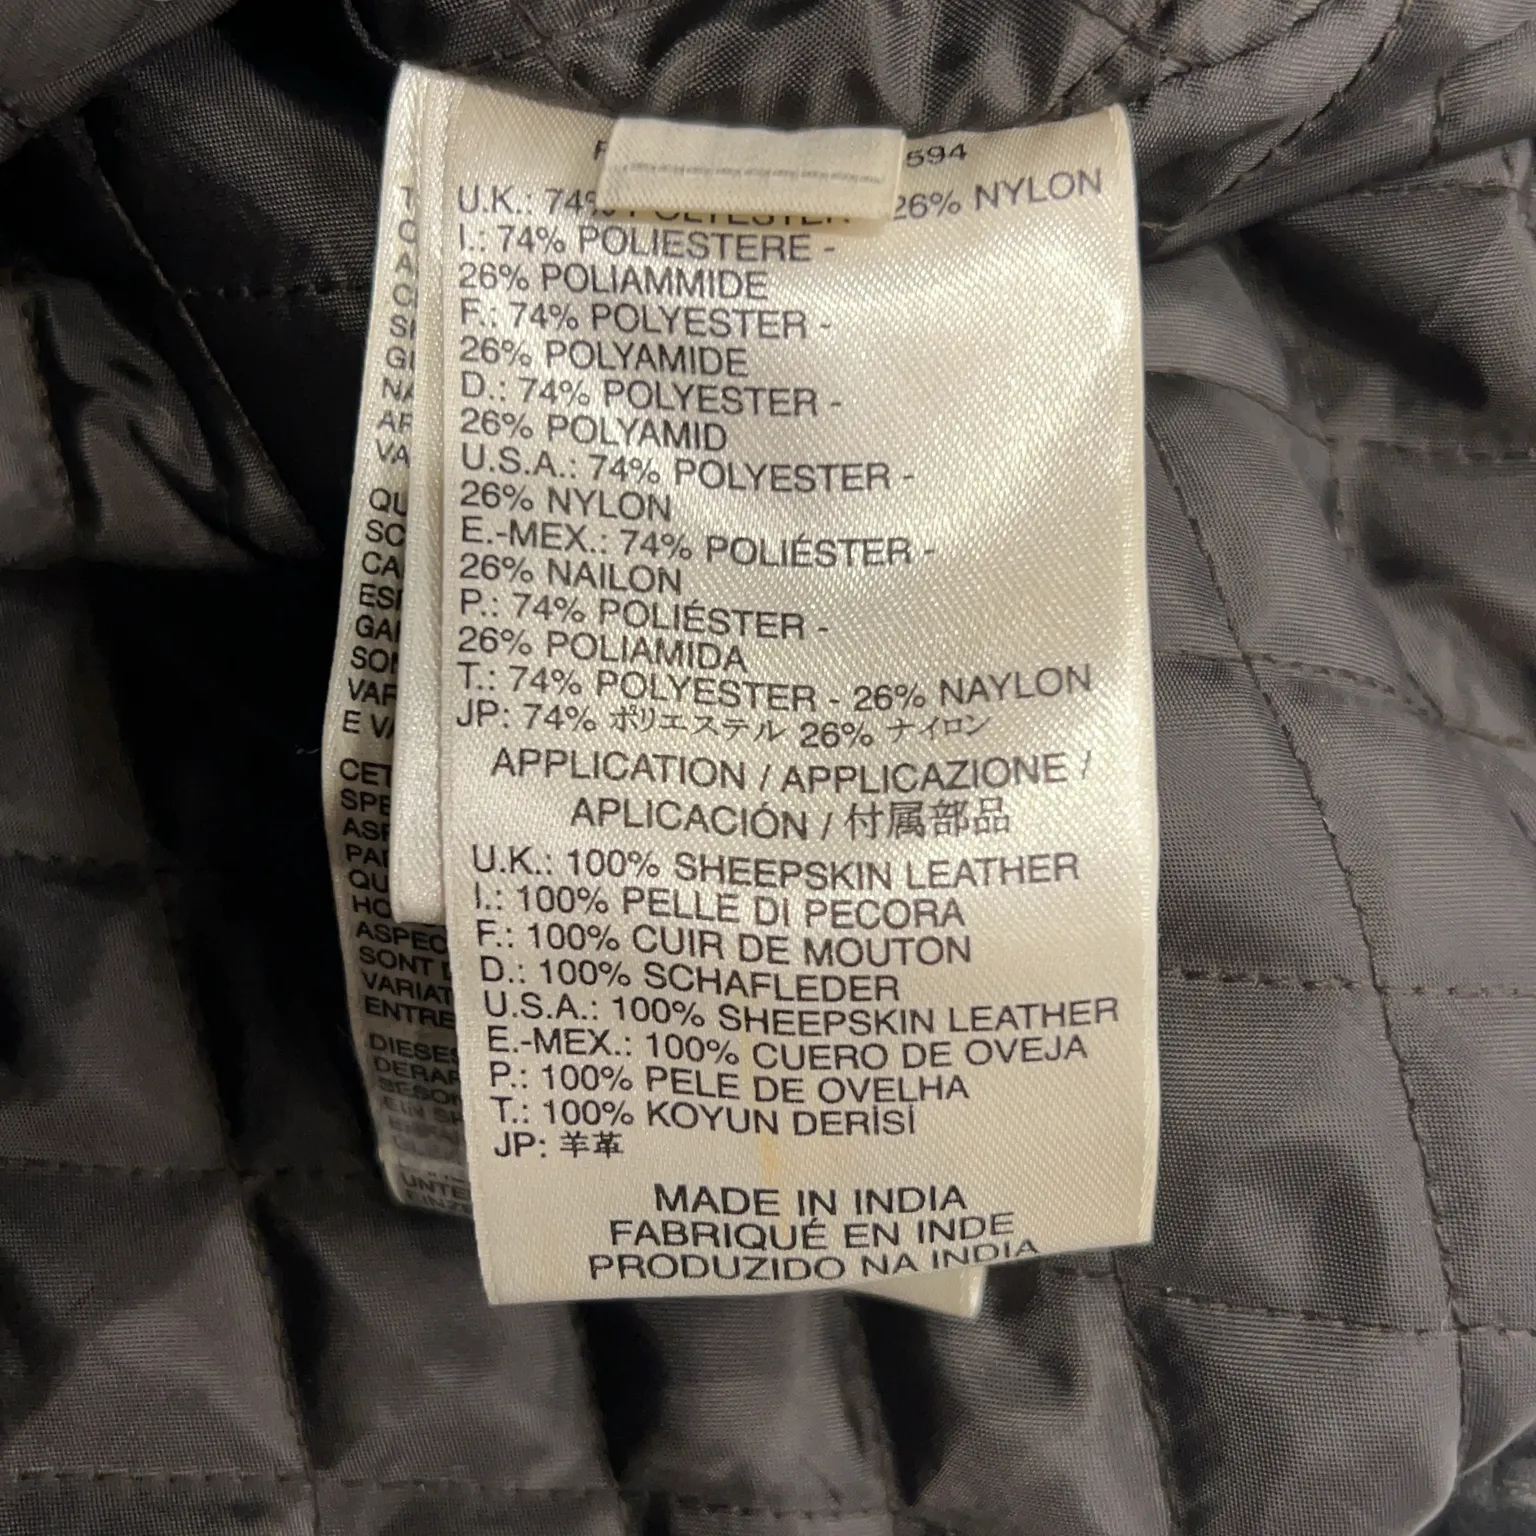 594
U.K.: 74% POLYESTER 26% NYLON
I.: 74% POLIESTERE -
26% POLIAMMIDE
F.: 74% POLYESTER -
26% POLYAMIDE
D.: 74% POLYESTER -
26% POLYAMID
U.S.A.: 74% POLYESTER -
26% NYLON
E.-MEX.: 74% POLIÉSTER -
26% NAILON
P.: 74% POLIÉSTER -
26% POLIAMIDA
T.: 74% POLYESTER - 26% NAYLON
JP: 74% ポリエステル 26% ナイロン
APPLICATION / APPLICAZIONE /
APLICACIÓN / 付属部品
U.K.: 100% SHEEPSKIN LEATHER
I.: 100% PELLE DI PECORA
F.: 100% CUIR DE MOUTON
D.: 100% SCHAFLEDER
U.S.A.: 100% SHEEPSKIN LEATHER
E.-MEX.: 100% CUERO DE OVEJA
P.: 100% PELE DE OVELHA
T.: 100% KOYUN DERİSİ
JP: 羊革
MADE IN INDIA
FABRIQUÉ EN INDE
PRODUZIDO NA INDIA